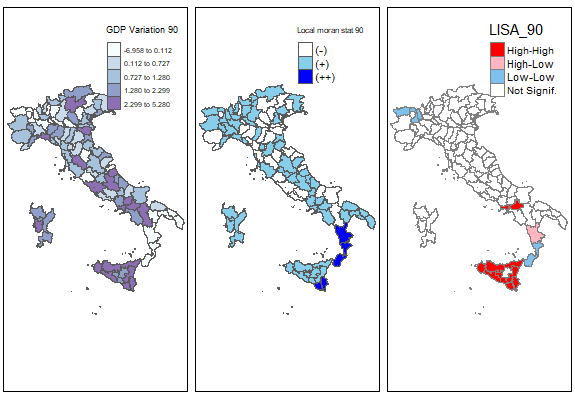 GDP Variation 90
-6.958 to 0.112
0.112 to 0.727
0.727 to 1.280
1.280 to 2.299
2.299 to 5.280
Local moran stat 90
(-)
(+)
(++)
LISA_90
High-High
High-Low
Low-Low
Not Signif.